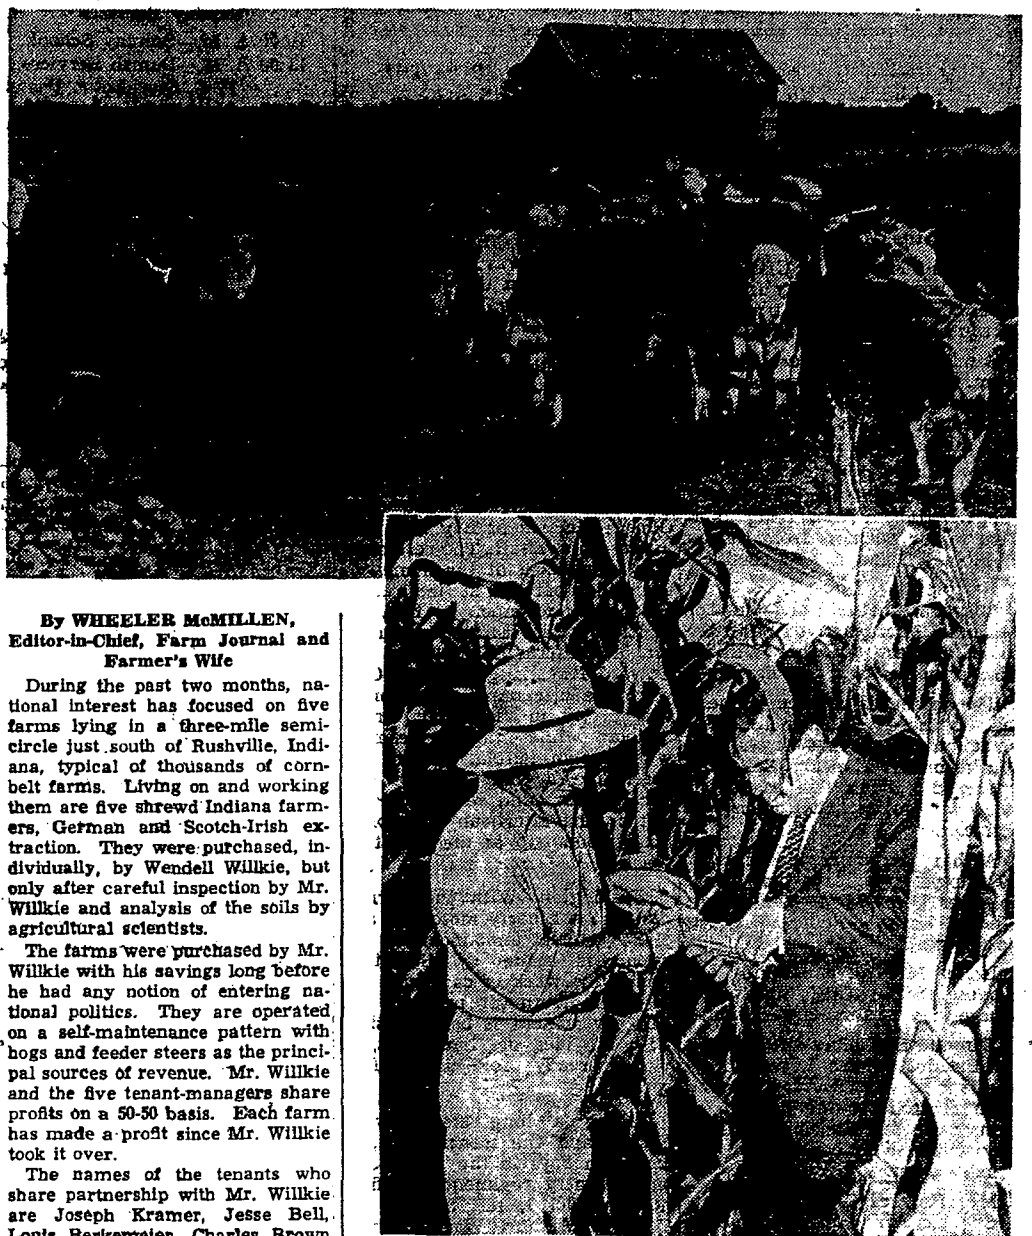 By WHEELER McMILLEN,
Editor-in-Chief, Farm Journal and
Farmer's Wife
During the past two months, na-
tional interest has focused on five
farms lying in a three-mile semi-
circle just south of Rushville, Indi-
ana, typical of thousands of corn-
belt farms. Living on and working
them are five shrewd Indiana farm-
ers, German and Scotch-Irish ex-
traction. They were purchased, in-
dividually, by Wendell Willkie, but
only after careful inspection by Mr.
Willkie and analysis of the soils by
agricultural scientists.
The farms were purchased by Mr.
Willkie with his savings long before
he had any notion of entering na-
tional politics. They are operated
on a self-maintenance pattern with
hogs and feeder steers as the princi-
pal sources of revenue. Mr. Willkie
and the five tenant-managers share
profits on a 50-50 basis. Each farm
has made a profit since Mr. Willkie
took it over.
The names of the tenants who
share partnership with Mr. Willkie
are Joseph Kramer, Jesse Bell,
Louis Berkemeier, Charles Brown